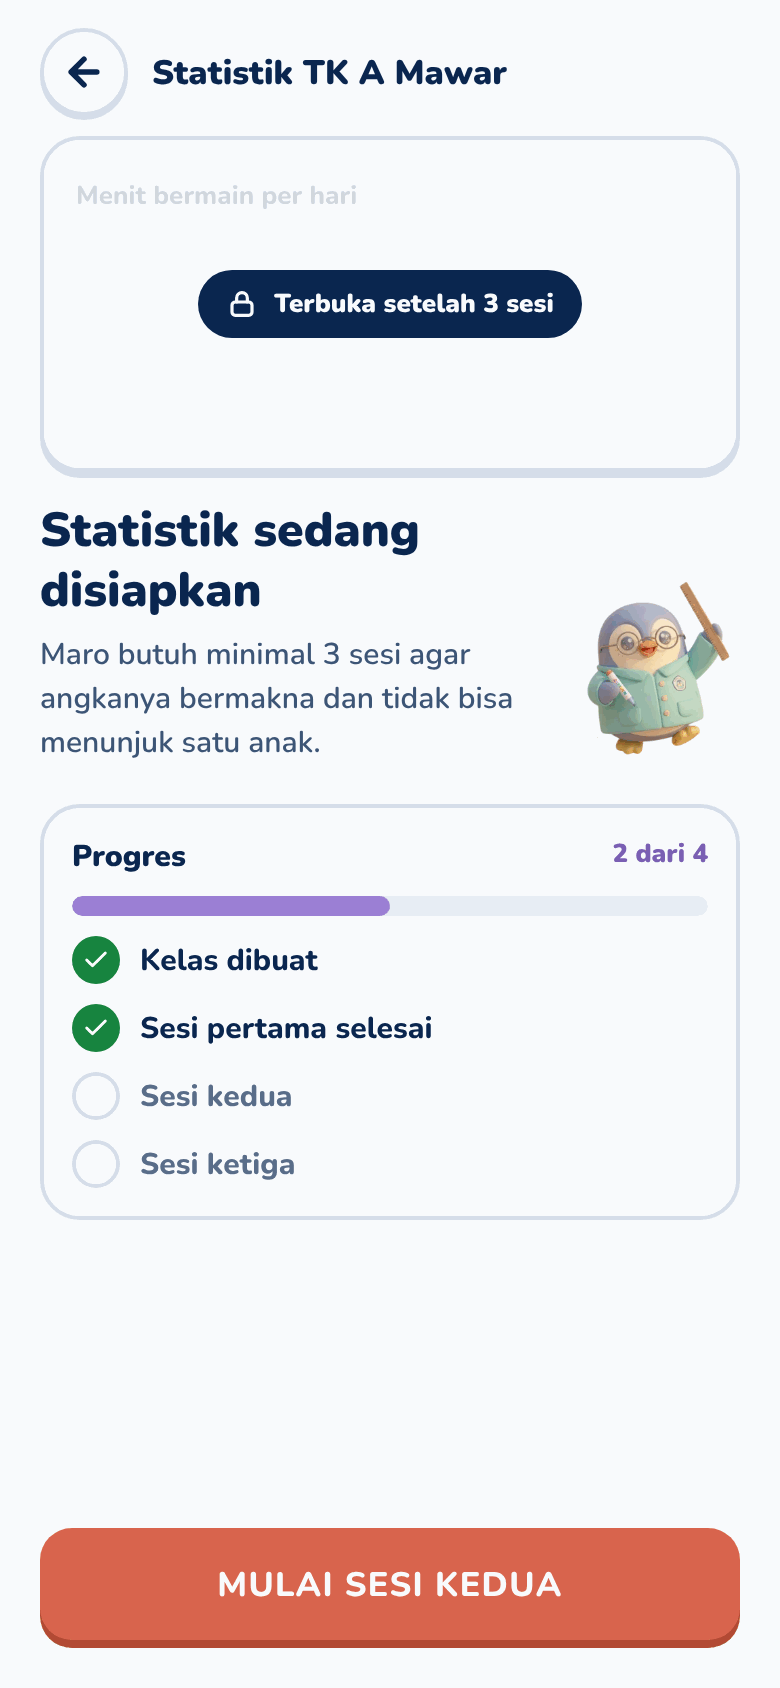 Statistik TK A Mawar
Menit bermain per hari
Terbuka setelah 3 sesi
Statistik sedang
disiapkan
Maro butuh minimal 3 sesi agar
angkanya bermakna dan tidak bisa
menunjuk satu anak.
Progres
2 dari 4
Kelas dibuat
Sesi pertama selesai
Sesi kedua
Sesi ketiga
MULAI SESI KEDUA